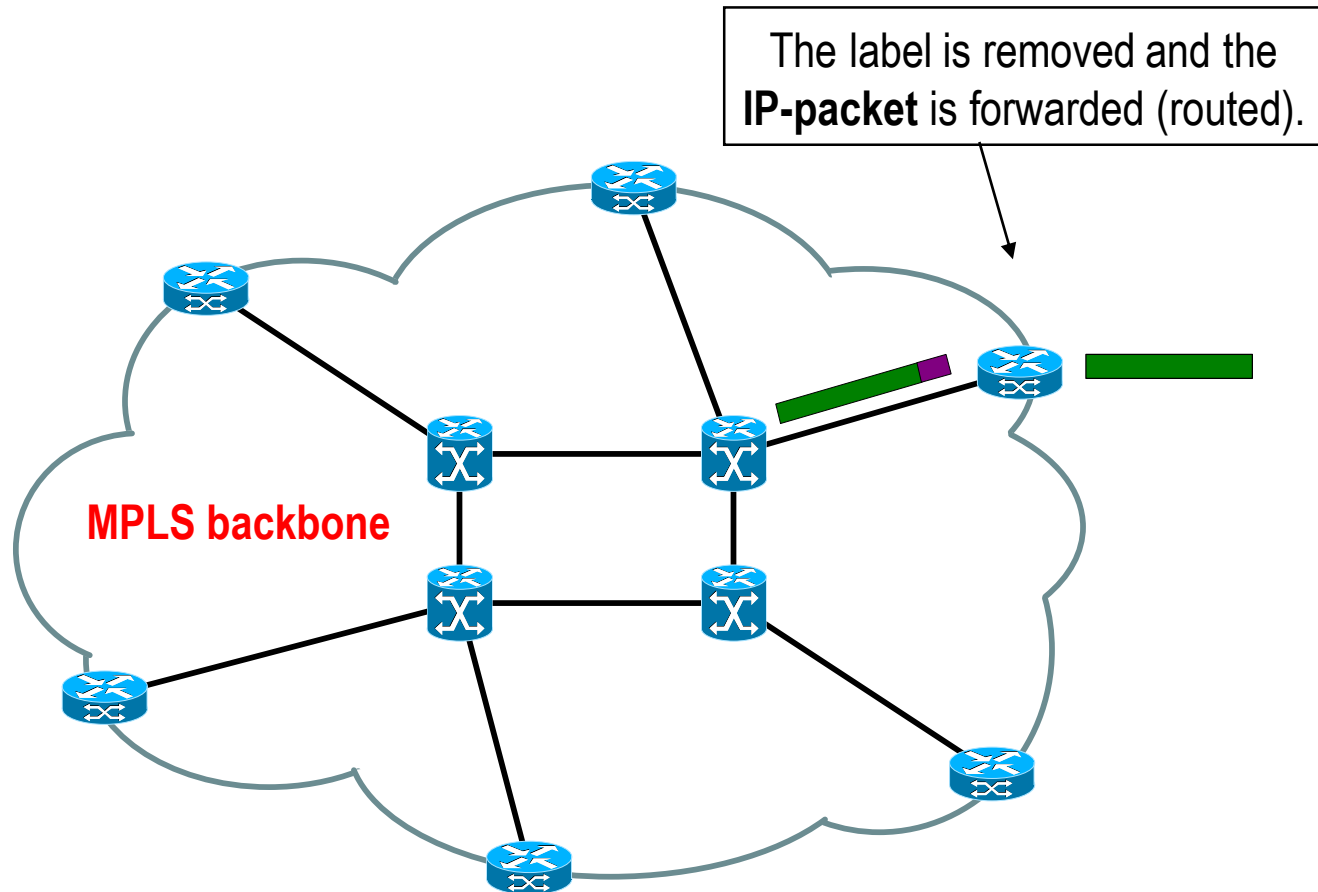 The label is removed and the
IP-packet is forwarded (routed).
MPLS backbone